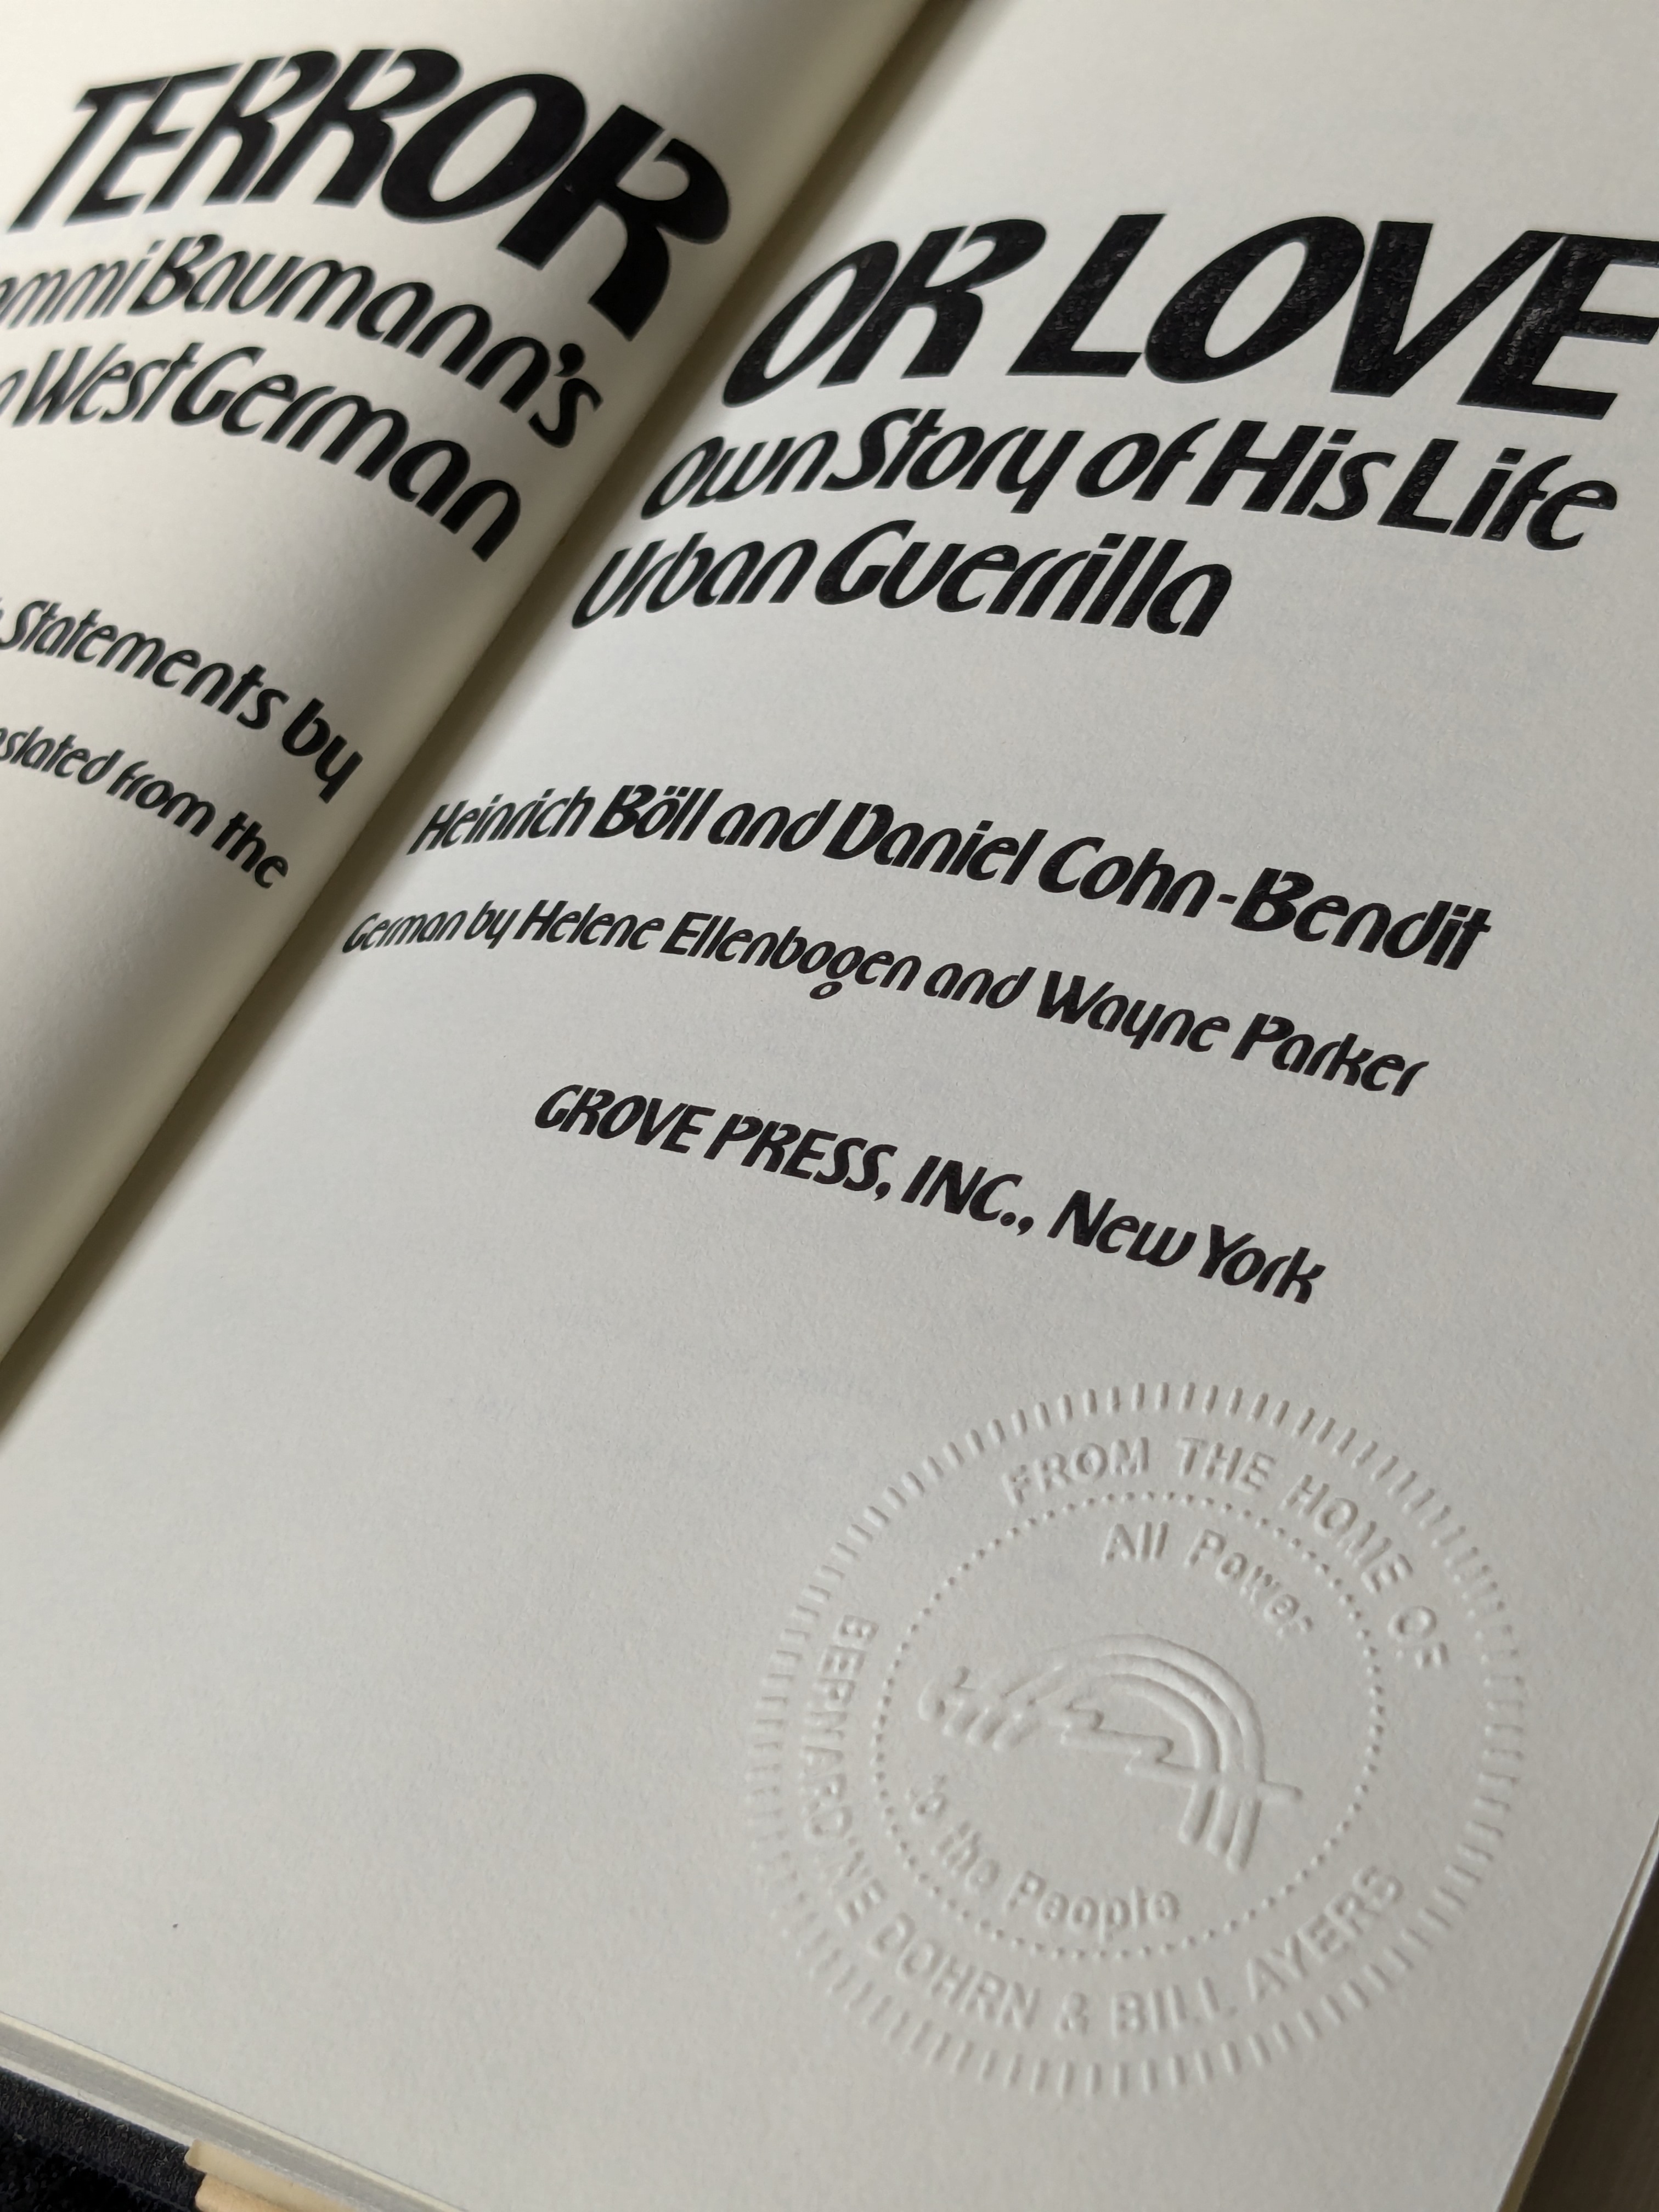 TERROR OR LOVE
Baumann's Own Story of His Life
West German Urban Guerrilla
Statements by Heinrich Böll and Daniel Cohn-Bendit
from the German by Helene Ellenbogen and Wayne Parker
GROVE PRESS, INC., New York
FROM THE HOME OF
All Power
to the People
BERNARDINE DOHRN & BILL AYERS